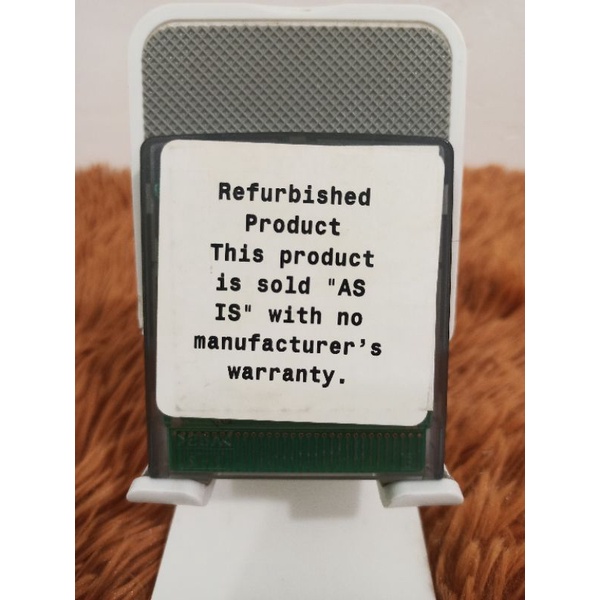 Refurbished
Product
This product
is sold "AS
IS" with no
manufacturer's
warranty.